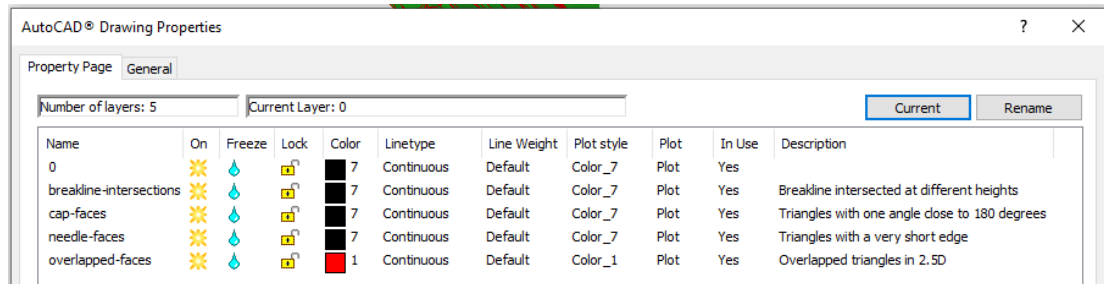 AutoCAD® Drawing Properties ? X
Property Page General
Number of layers: 5 Current Layer: 0 Current Rename
Name On Freeze Lock Color Linetype Line Weight Plot style Plot In Use Description
0 7 Continuous Default Color_7 Plot Yes
breakline-intersections 7 Continuous Default Color_7 Plot Yes Breakline intersected at different heights
cap-faces 7 Continuous Default Color_7 Plot Yes Triangles with one angle close to 180 degrees
needle-faces 7 Continuous Default Color_7 Plot Yes Triangles with a very short edge
overlapped-faces 1 Continuous Default Color_1 Plot Yes Overlapped triangles in 2.5D